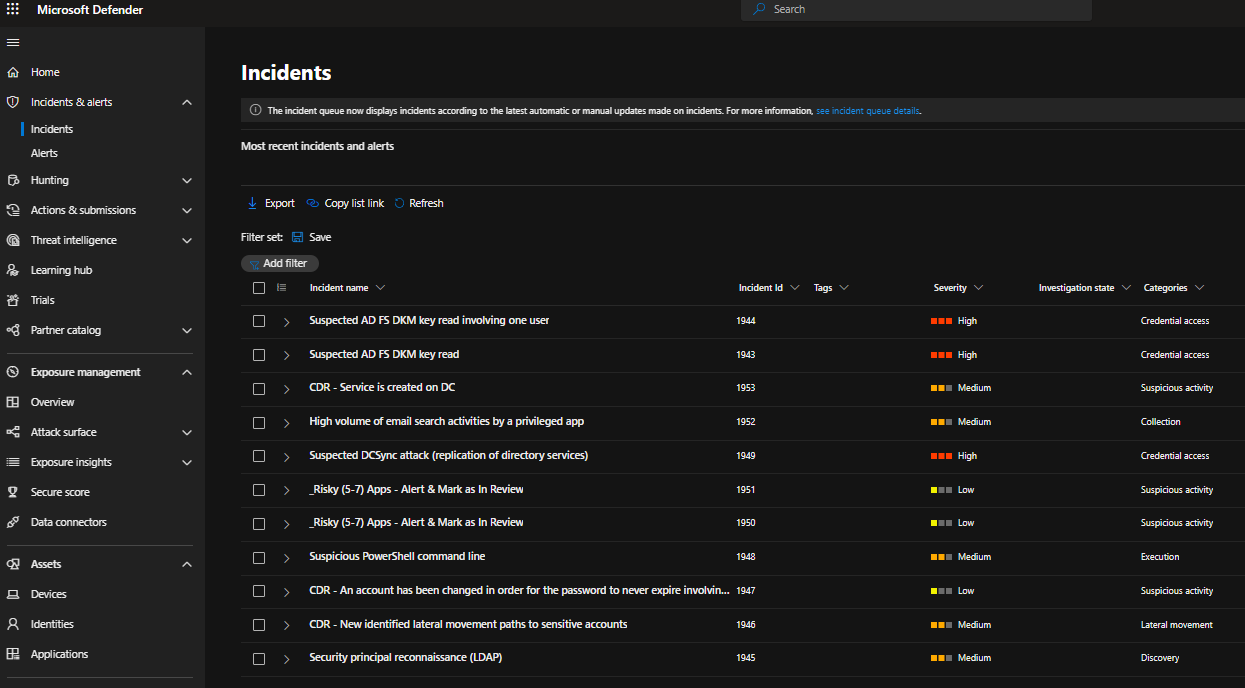 Microsoft Defender
Search
Home
Incidents & alerts
Incidents
Alerts
Hunting
Actions & submissions
Threat intelligence
Learning hub
Trials
Partner catalog
Exposure management
Overview
Attack surface
Exposure insights
Secure score
Data connectors
Assets
Devices
Identities
Applications
Incidents
The incident queue now displays incidents according to the latest automatic or manual updates made on incidents. For more information, see incident queue details.
Most recent incidents and alerts
Export Copy list link Refresh
Filter set: Save
Add filter
Incident name Incident Id Tags Severity Investigation state Categories
Suspected AD FS DKM key read involving one user 1944 High Credential access
Suspected AD FS DKM key read 1943 High Credential access
CDR - Service is created on DC 1953 Medium Suspicious activity
High volume of email search activities by a privileged app 1952 Medium Collection
Suspected DCSync attack (replication of directory services) 1949 High Credential access
_Risky (5-7) Apps - Alert & Mark as In Review 1951 Low Suspicious activity
_Risky (5-7) Apps - Alert & Mark as In Review 1950 Low Suspicious activity
Suspicious PowerShell command line 1948 Medium Execution
CDR - An account has been changed in order for the password to never expire involvin... 1947 Low Suspicious activity
CDR - New identified lateral movement paths to sensitive accounts 1946 Medium Lateral movement
Security principal reconnaissance (LDAP) 1945 Medium Discovery